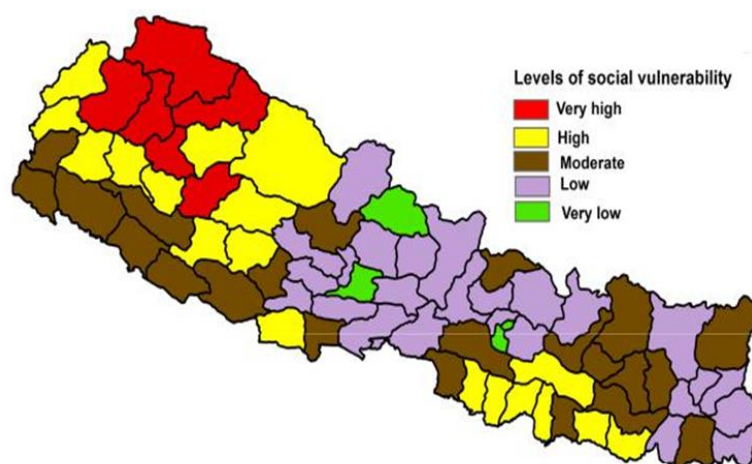 Levels of social vulnerability
Very high
High
Moderate
Low
Very low